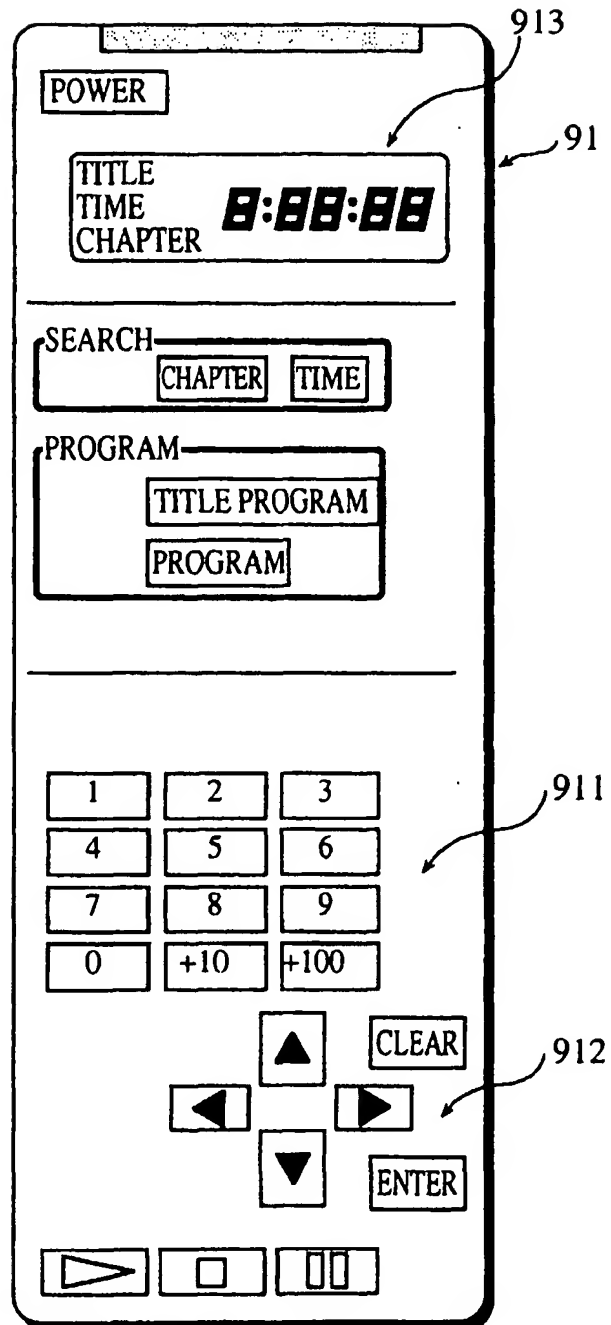 913
POWER
91
TITLE
TIME
CHAPTER
8:88:88
SEARCH
CHAPTER TIME
PROGRAM
TITLE PROGRAM
PROGRAM
1 2 3
911
4 5 6
7 8 9
0 +10 +100
CLEAR
912
ENTER